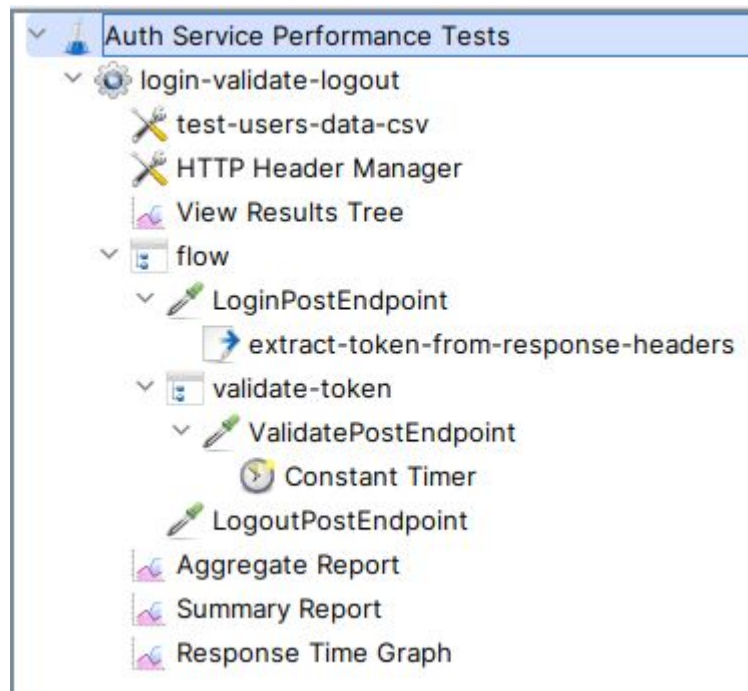 Auth Service Performance Tests
login-validate-logout
test-users-data-csv
HTTP Header Manager
View Results Tree
flow
LoginPostEndpoint
extract-token-from-response-headers
validate-token
ValidatePostEndpoint
Constant Timer
LogoutPostEndpoint
Aggregate Report
Summary Report
Response Time Graph